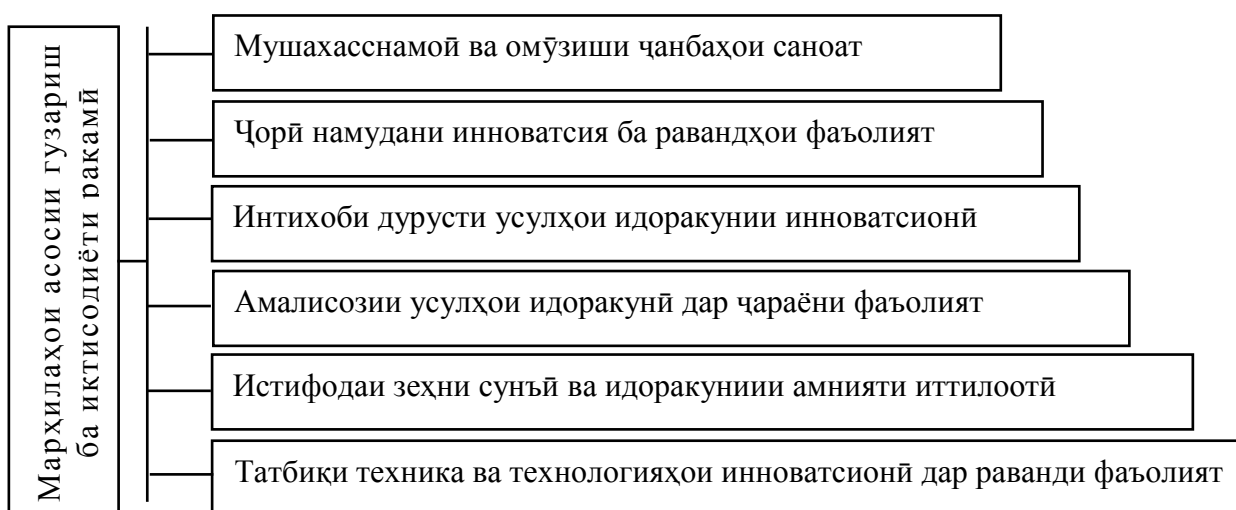 Марҳилаҳои асосии гузариш
ба иктисодиёти ракамӣ
Мушахасснамоӣ ва омӯзиши ҷанбаҳои саноат
Ҷорӣ намудани инноватсия ба равандҳои фаъолият
Интихоби дурусти усулҳои идоракунии инноватсионӣ
Амалисозии усулҳои идоракунӣ дар ҷараёни фаъолият
Истифодаи зеҳни сунъӣ ва идоракуниии амнияти иттилоотӣ
Татбиқи техника ва технологияҳои инноватсионӣ дар раванди фаъолият